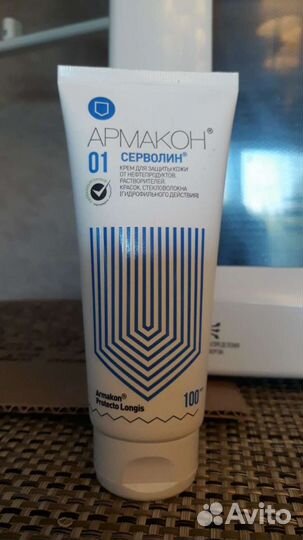 АРМАКОН®
01 СЕРВОЛИН®
КРЕМ ДЛЯ ЗАЩИТЫ КОЖИ
ОТ НЕФТЕПРОДУКТОВ,
РАСТВОРИТЕЛЕЙ,
КРАСОК, СТЕКЛОВОЛОКНА
(ГИДРОФИЛЬНОГО ДЕЙСТВИЯ)
Armakon®
Protecto Longis
100
Avito